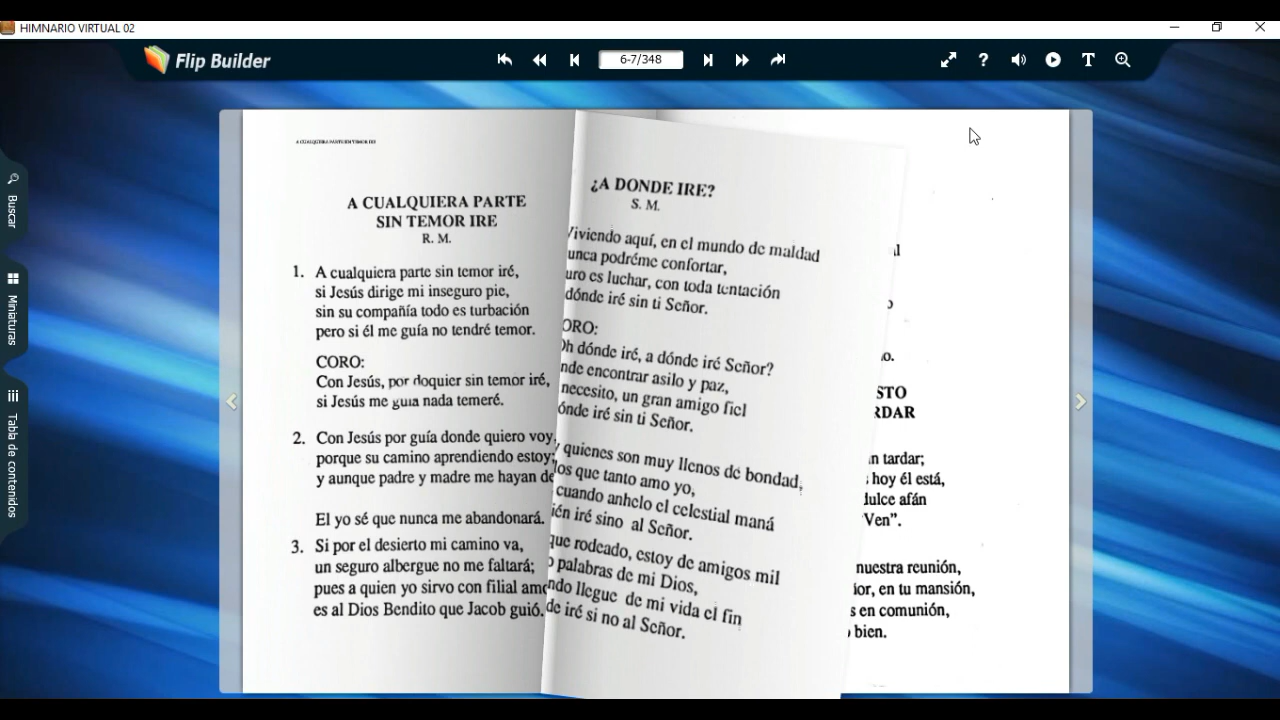 HIMNARIO VIRTUAL 02
Flip Builder
6-7/348
Buscar
Miniaturas
Tabla de contenidos
A CUALQUIERA PARTE SIN TEMOR IRE
A CUALQUIERA PARTE
SIN TEMOR IRE
R. M.
1. A cualquiera parte sin temor iré,
si Jesús dirige mi inseguro pie,
sin su compañía todo es turbación
pero si él me guía no tendré temor.
CORO:
Con Jesús, por doquier sin temor iré,
si Jesús me guia nada temeré.
2. Con Jesús por guía donde quiero voy,
porque su camino aprendiendo estoy;
y aunque padre y madre me hayan de
El yo sé que nunca me abandonará.
3. Si por el desierto mi camino va,
un seguro albergue no me faltará;
pues a quien yo sirvo con filial amo
es al Dios Bendito que Jacob guió.
¿A DONDE IRE?
S. M.
Viviendo aquí, en el mundo de maldad
unca podréme confortar,
uro es luchar, con toda tentación
dónde iré sin ti Señor.
ORO:
Oh dónde iré, a dónde iré Señor?
nde encontrar asilo y paz,
necesito, un gran amigo fiel
ónde iré sin ti Señor.
y quienes son muy llenos de bondad,
los que tanto amo yo,
cuando anhelo el celestial maná
ién iré sino al Señor.
que rodeado, estoy de amigos mil
o palabras de mi Dios,
ndo llegue de mi vida el fin
de iré si no al Señor.
al
o
no.
STO
RDAR
n tardar;
s hoy él está,
dulce afán
"Ven".
nuestra reunión,
ior, en tu mansión,
s en comunión,
bien.